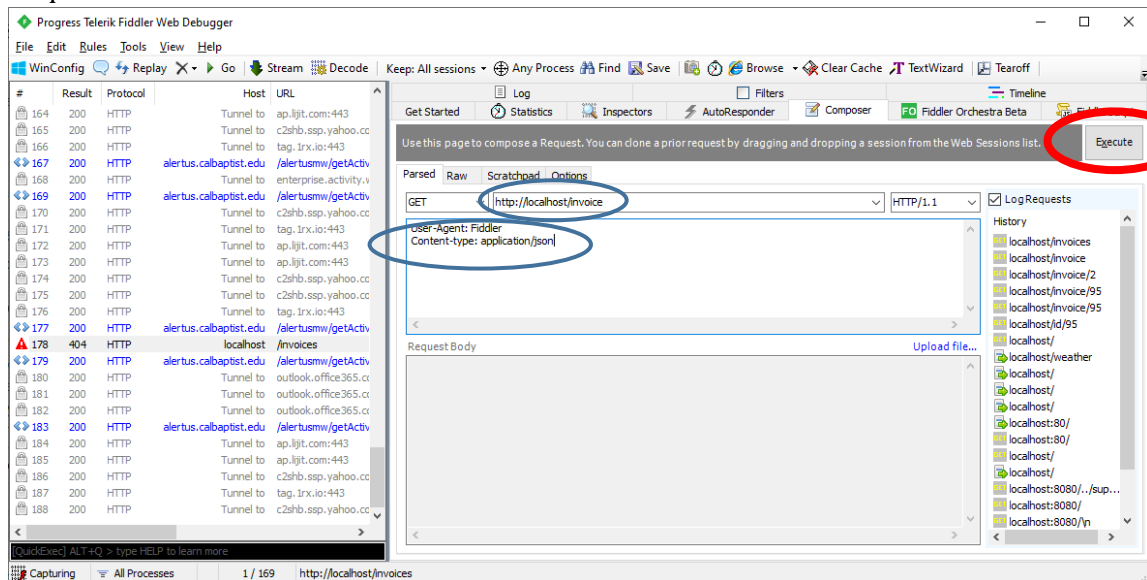 Progress Telerik Fiddler Web Debugger
File Edit Rules Tools View Help
WinConfig Replay X Go Stream Decode Keep: All sessions Any Process Find Save Browse Clear Cache TextWizard Tearoff
# Result Protocol Host URL
164 200 HTTP Tunnel to ap.lijit.com:443
165 200 HTTP Tunnel to c2shb.ssp.yahoo.co
166 200 HTTP Tunnel to tag.1rx.io:443
167 200 HTTP alertus.calbaptist.edu /alertusmw/getActiv
168 200 HTTP Tunnel to enterprise.activity.w
169 200 HTTP alertus.calbaptist.edu /alertusmw/getActiv
170 200 HTTP Tunnel to c2shb.ssp.yahoo.co
171 200 HTTP Tunnel to tag.1rx.io:443
172 200 HTTP Tunnel to ap.lijit.com:443
173 200 HTTP Tunnel to ap.lijit.com:443
174 200 HTTP Tunnel to c2shb.ssp.yahoo.co
175 200 HTTP Tunnel to c2shb.ssp.yahoo.co
176 200 HTTP Tunnel to tag.1rx.io:443
177 200 HTTP alertus.calbaptist.edu /alertusmw/getActiv
178 404 HTTP localhost /invoices
179 200 HTTP alertus.calbaptist.edu /alertusmw/getActiv
180 200 HTTP Tunnel to outlook.office365.co
181 200 HTTP Tunnel to outlook.office365.co
182 200 HTTP Tunnel to outlook.office365.co
183 200 HTTP alertus.calbaptist.edu /alertusmw/getActiv
184 200 HTTP Tunnel to ap.lijit.com:443
185 200 HTTP Tunnel to ap.lijit.com:443
186 200 HTTP Tunnel to c2shb.ssp.yahoo.co
187 200 HTTP Tunnel to tag.1rx.io:443
188 200 HTTP Tunnel to c2shb.ssp.yahoo.co
[QuickExec] ALT+Q > type HELP to learn more
Log Filters Timeline
Get Started Statistics Inspectors AutoResponder Composer FO Fiddler Orchestra Beta
Use this page to compose a Request. You can clone a prior request by dragging and dropping a session from the Web Sessions list.
Execute
Parsed Raw Scratchpad Options
GET http://localhost/invoice HTTP/1.1
User-Agent: Fiddler
Content-type: application/json
Request Body Upload file...
Log Requests
History
localhost/invoices
localhost/invoice
localhost/invoice/2
localhost/invoice/95
localhost/invoice/95
localhost/id/95
localhost/
localhost/weather
localhost/
localhost/
localhost/
localhost:80/
localhost:80/
localhost/
localhost/
localhost:8080/../sup...
localhost:8080/
localhost:8080/\n
Capturing All Processes 1 / 169 http://localhost/invoices